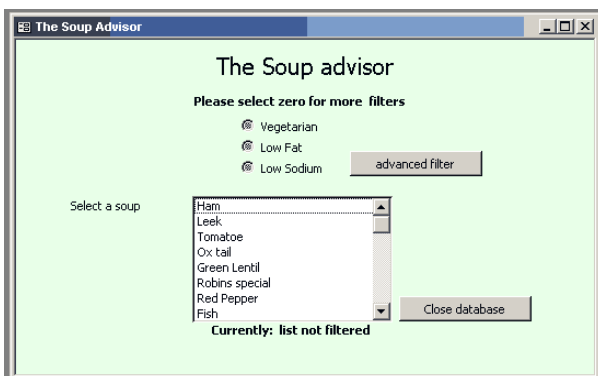 The Soup Advisor
The Soup advisor
Please select zero for more filters
Vegetarian
Low Fat
Low Sodium
advanced filter
Select a soup
Ham
Leek
Tomatoe
Ox tail
Green Lentil
Robins special
Red Pepper
Fish
Close database
Currently: list not filtered